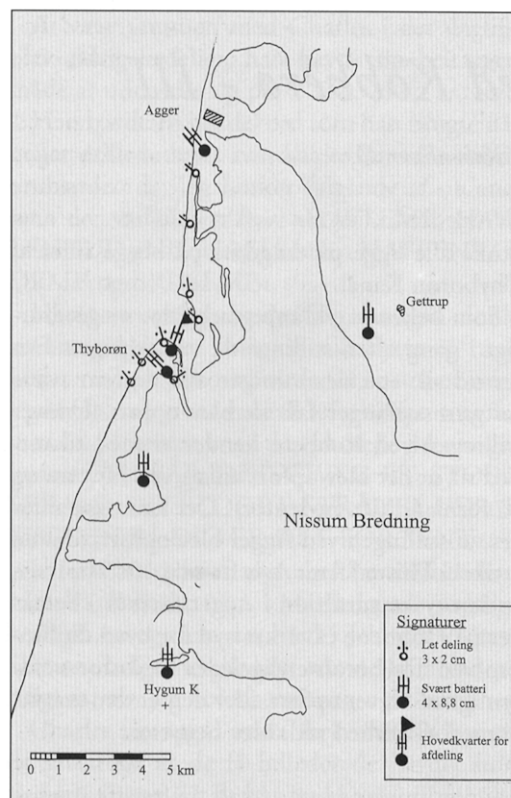 Agger
Gettrup
Thyborøn
Nissum Bredning
Hygum K
+
0 1 2 3 4 5 km
Signaturer
Let deling
3 x 2 cm
Svært batteri
4 x 8,8 cm
Hovedkvarter for
afdeling